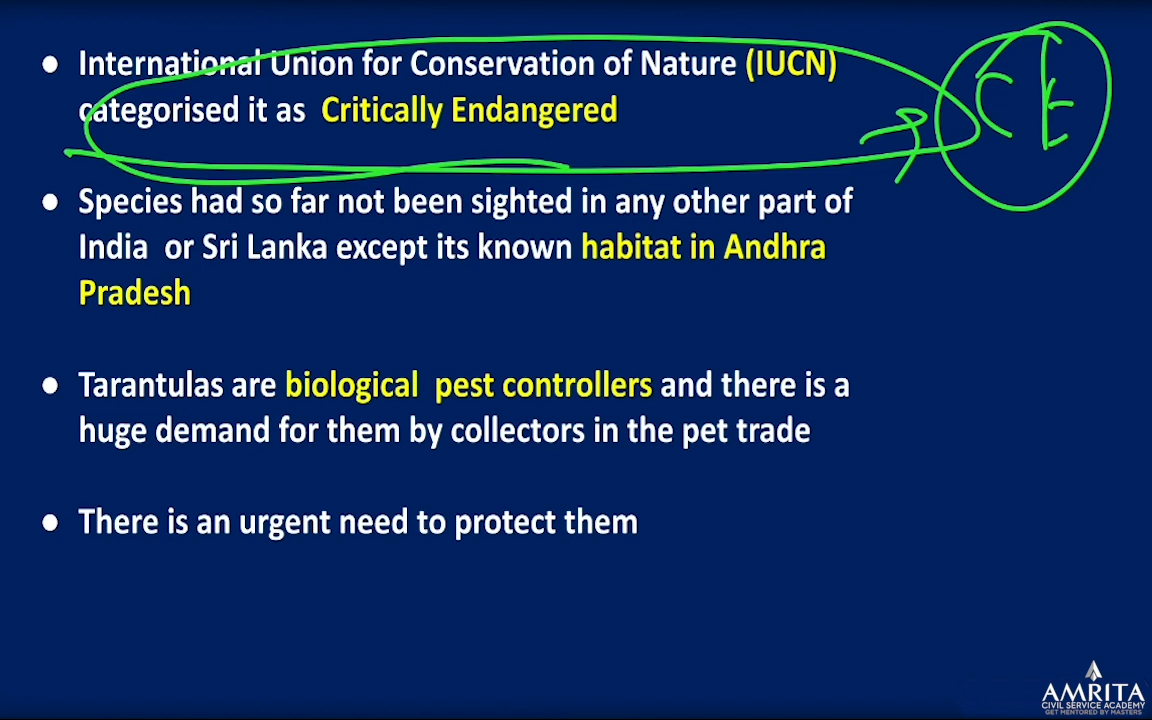 ● International Union for Conservation of Nature (IUCN)
categorised it as Critically Endangered
CE
● Species had so far not been sighted in any other part of
India or Sri Lanka except its known habitat in Andhra
Pradesh
● Tarantulas are biological pest controllers and there is a
huge demand for them by collectors in the pet trade
● There is an urgent need to protect them
AMRITA
CIVIL SERVICE ACADEMY
GET MENTORED BY MASTERS